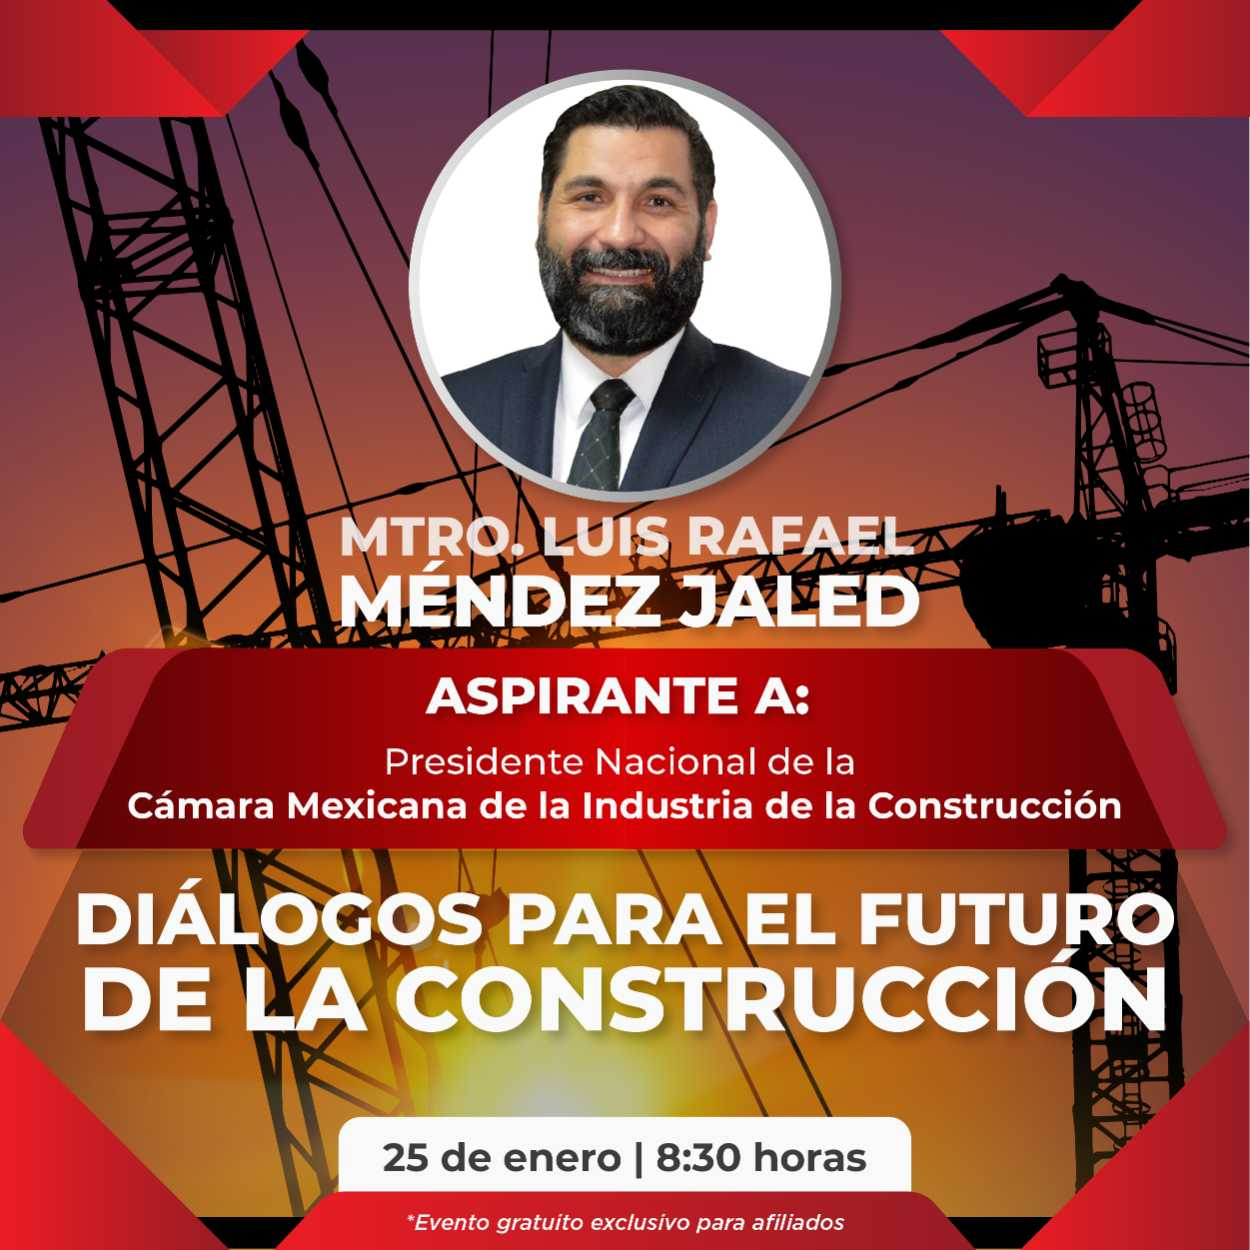 MTRO. LUIS RAFAEL
MÉNDEZ JALED
ASPIRANTE A:
Presidente Nacional de la
Cámara Mexicana de la Industria de la Construcción
DIÁLOGOS PARA EL FUTURO
DE LA CONSTRUCCIÓN
25 de enero | 8:30 horas
*Evento gratuito exclusivo para afiliados